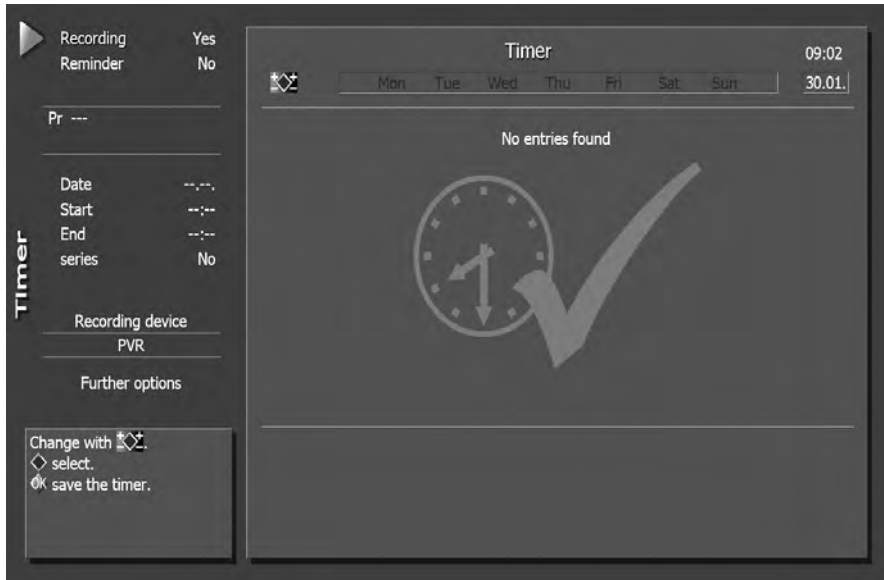 Recording Yes
Reminder No
Pr ---
Date --.--.
Start --:--
End --:--
series No
Timer
Recording device
PVR
Further options
Change with
select.
OK save the timer.
Timer
09:02
Mon Tue Wed Thu Fri Sat Sun 30.01.
No entries found